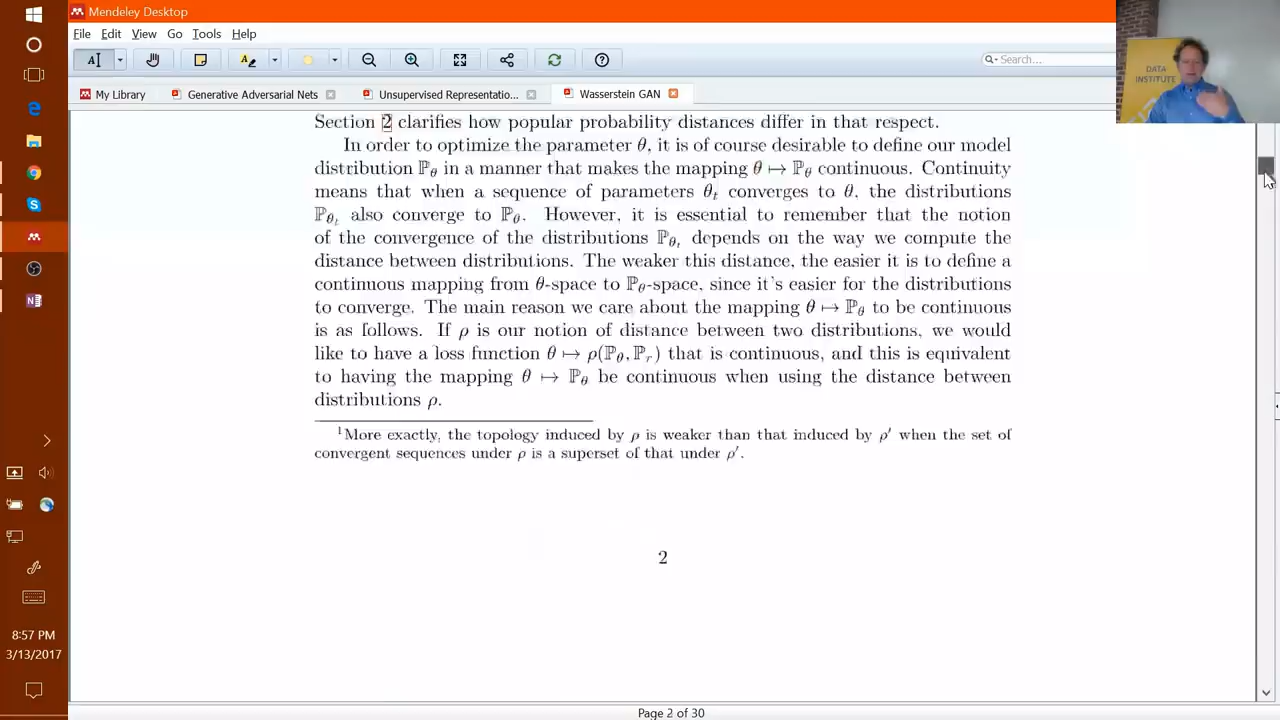 Mendeley Desktop
File Edit View Go Tools Help
Search...
My Library Generative Adversarial Nets Unsupervised Representatio... Wasserstein GAN
DATA
INSTITUTE
Section 2 clarifies how popular probability distances differ in that respect.
In order to optimize the parameter θ, it is of course desirable to define our model
distribution ℙθ in a manner that makes the mapping θ ↦ ℙθ continuous. Continuity
means that when a sequence of parameters θt converges to θ, the distributions
ℙθt also converge to ℙθ. However, it is essential to remember that the notion
of the convergence of the distributions ℙθt depends on the way we compute the
distance between distributions. The weaker this distance, the easier it is to define a
continuous mapping from θ-space to ℙθ-space, since it's easier for the distributions
to converge. The main reason we care about the mapping θ ↦ ℙθ to be continuous
is as follows. If ρ is our notion of distance between two distributions, we would
like to have a loss function θ ↦ ρ(ℙθ, ℙr) that is continuous, and this is equivalent
to having the mapping θ ↦ ℙθ be continuous when using the distance between
distributions ρ.
1More exactly, the topology induced by ρ is weaker than that induced by ρ′ when the set of
convergent sequences under ρ is a superset of that under ρ′.
2
8:57 PM
3/13/2017
Page 2 of 30